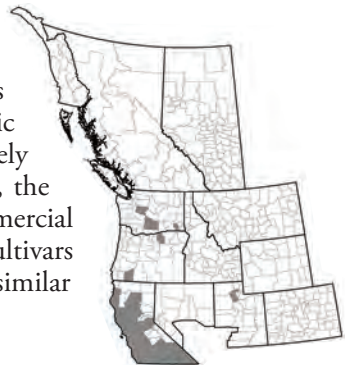 s
ic
ely
, the
mercial
ultivars
similar